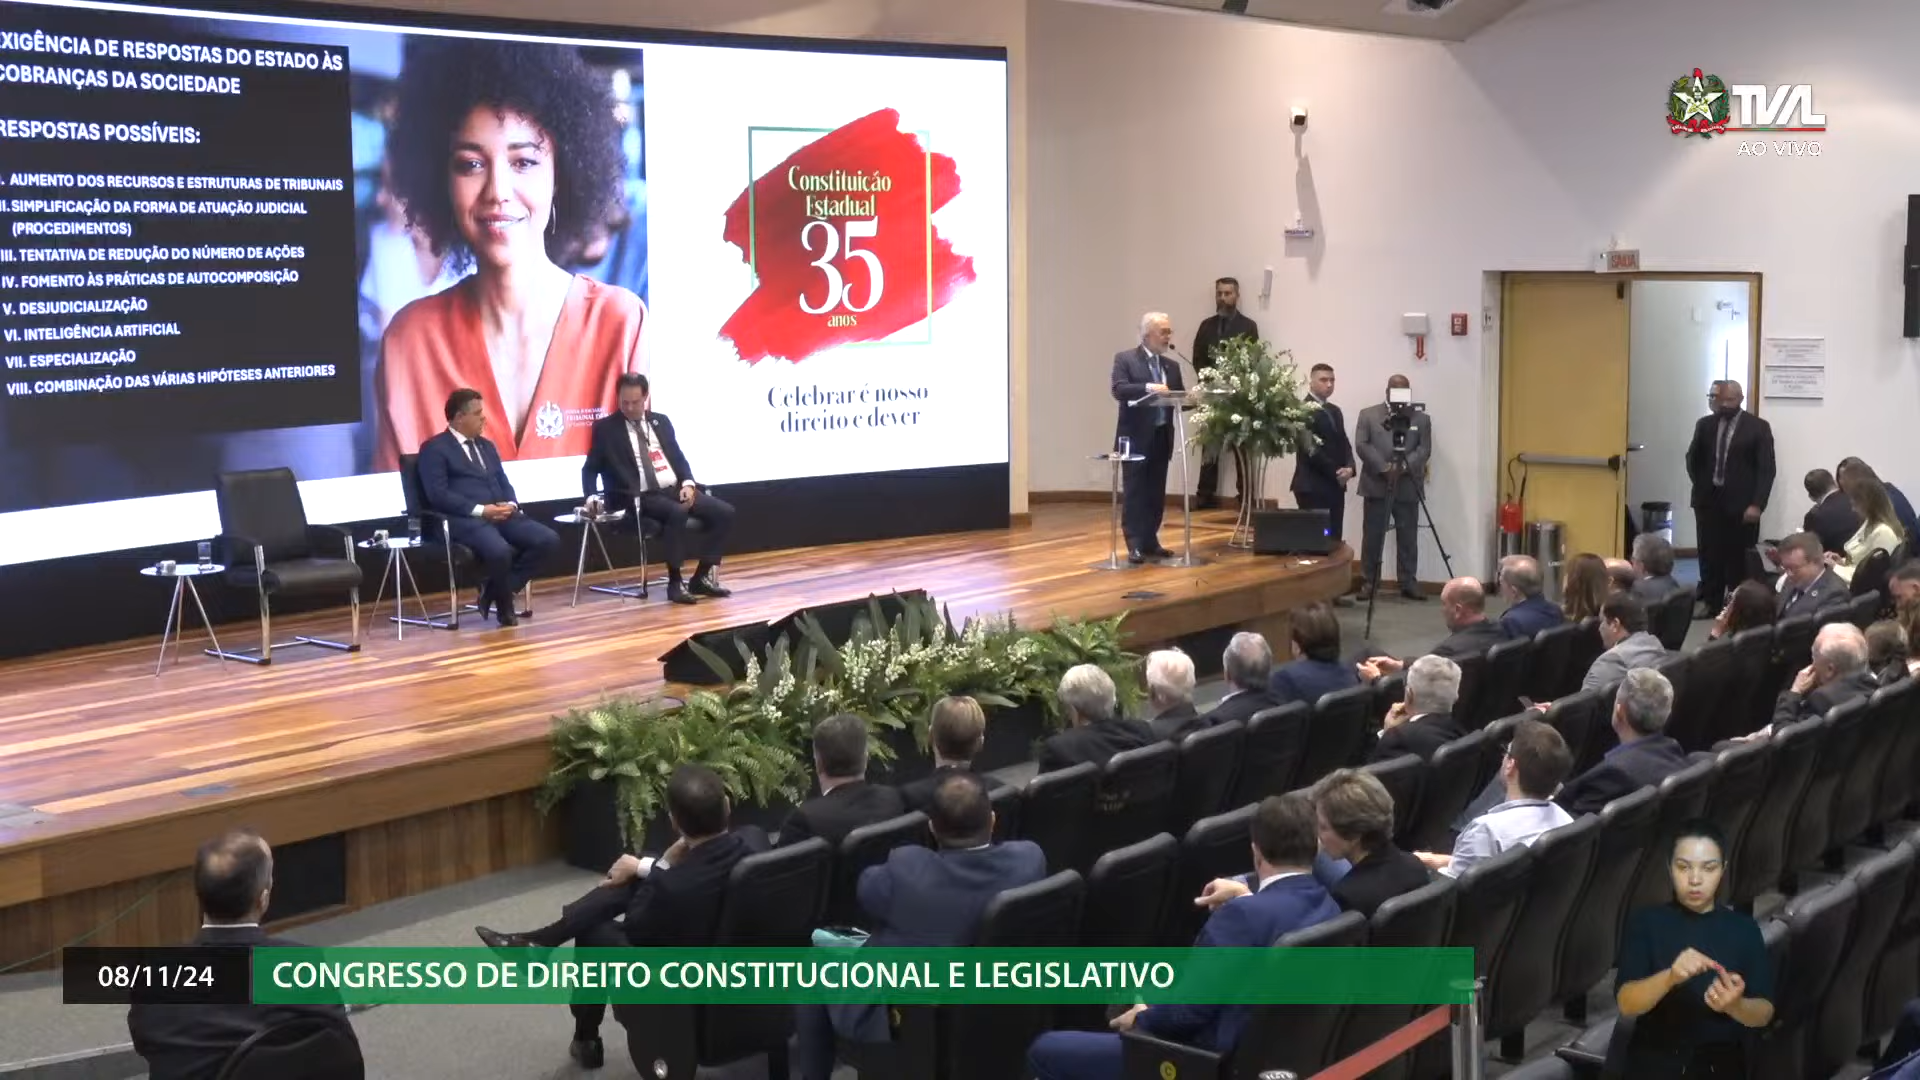 XIGÊNCIA DE RESPOSTAS DO ESTADO ÀS
COBRANÇAS DA SOCIEDADE
RESPOSTAS POSSÍVEIS:
I. AUMENTO DOS RECURSOS E ESTRUTURAS DE TRIBUNAIS
II. SIMPLIFICAÇÃO DA FORMA DE ATUAÇÃO JUDICIAL
(PROCEDIMENTOS)
III. TENTATIVA DE REDUÇÃO DO NÚMERO DE AÇÕES
IV. FOMENTO ÀS PRÁTICAS DE AUTOCOMPOSIÇÃO
V. DESJUDICIALIZAÇÃO
VI. INTELIGÊNCIA ARTIFICIAL
VII. ESPECIALIZAÇÃO
VIII. COMBINAÇÃO DAS VÁRIAS HIPÓTESES ANTERIORES
Constituição
Estadual
35
anos
Celebrar é nosso
direito e dever
TVAL
AO VIVO
SAÍDA
08/11/24
CONGRESSO DE DIREITO CONSTITUCIONAL E LEGISLATIVO